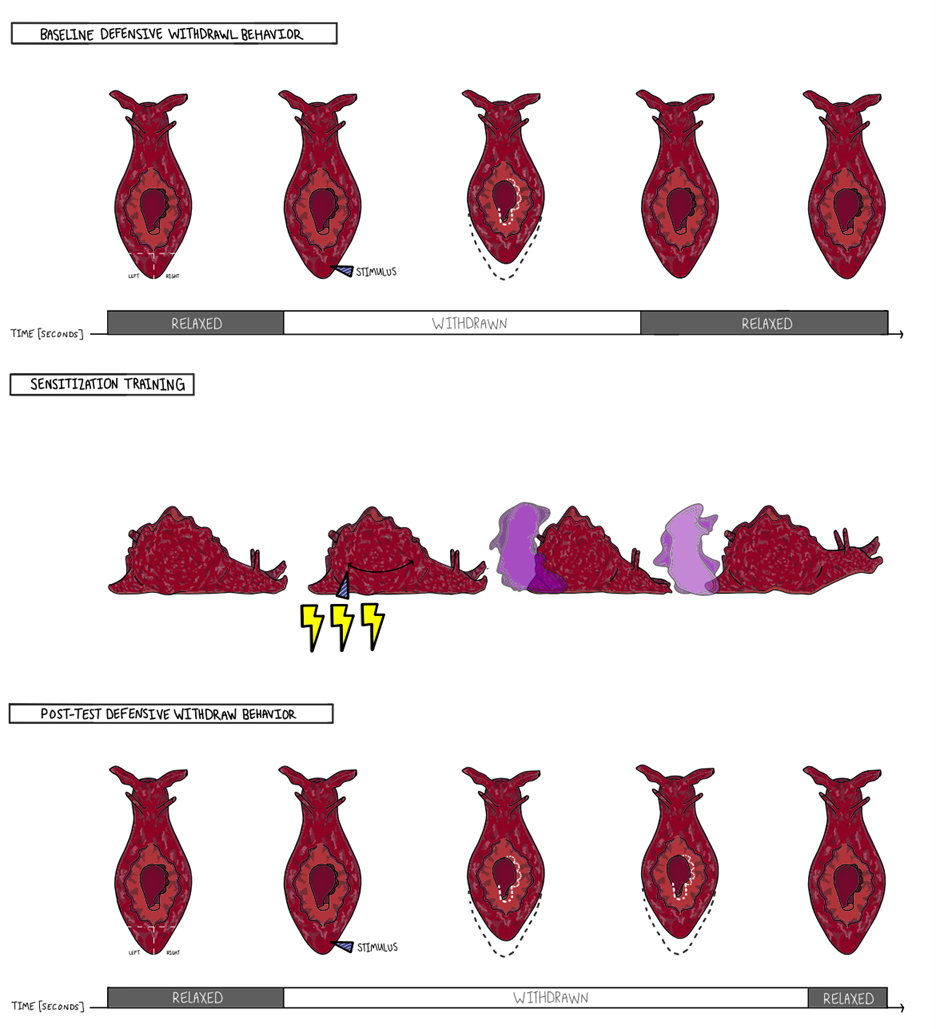 BASELINE DEFENSIVE WITHDRAWL BEHAVIOR
LEFT RIGHT
STIMULUS
TIME [SECONDS]
RELAXED WITHDRAWN RELAXED
SENSITIZATION TRAINING
POST-TEST DEFENSIVE WITHDRAW BEHAVIOR
LEFT RIGHT
STIMULUS
TIME [SECONDS]
RELAXED WITHDRAWN RELAXED